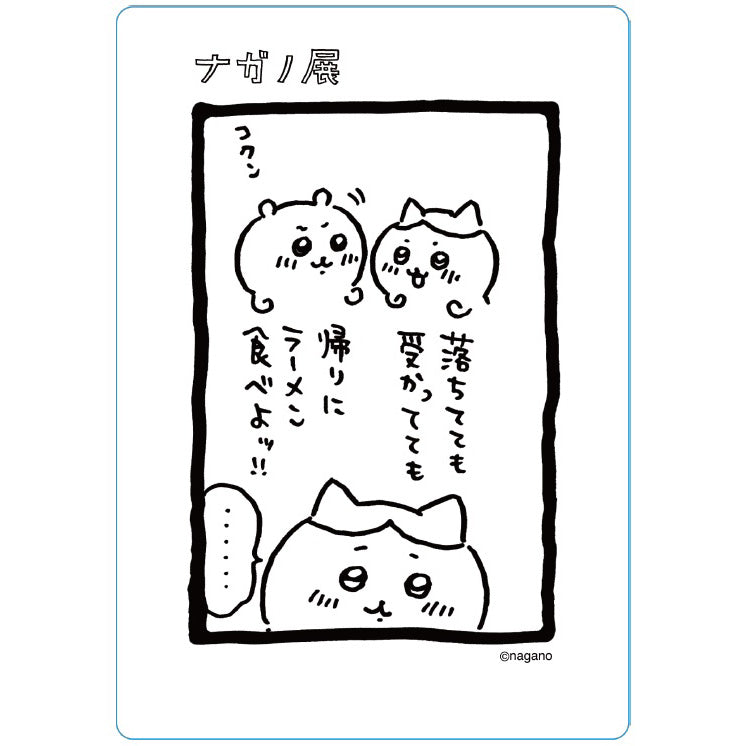 ナガノ展
コクン
落ちてても
受かってても
帰りに
ラーメン
食べよッ!!
......
©nagano